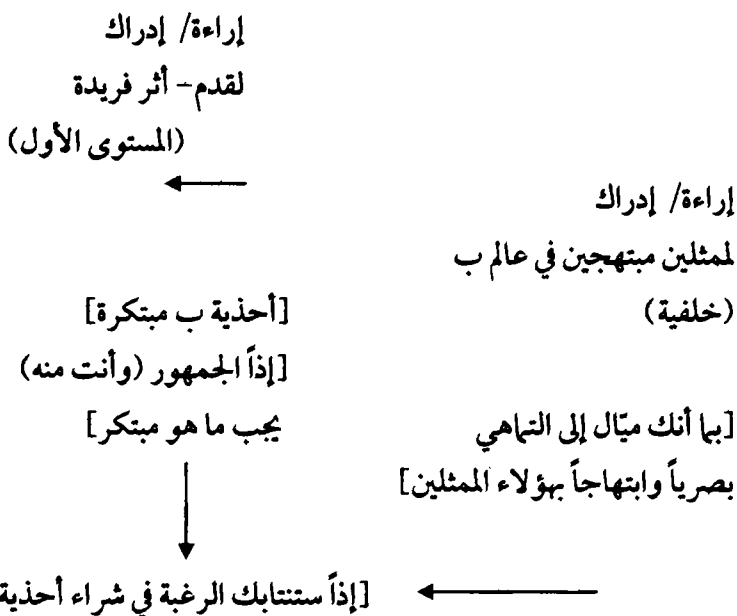 إراءة/ إدراك
لقدم- أثر فريدة
(المستوى الأول)
إراءة/ إدراك
لممثلين مبتهجين في عالم ب
(خلفية)
[أحذية ب مبتكرة]
[إذاً الجمهور (وأنت منه)
يجب ما هو مبتكر]
[بما أنك ميّال إلى التماهي
بصرياً وابتهاجاً بهؤلاء الممثلين]
[إذاً ستنتابك الرغبة في شراء أحذية